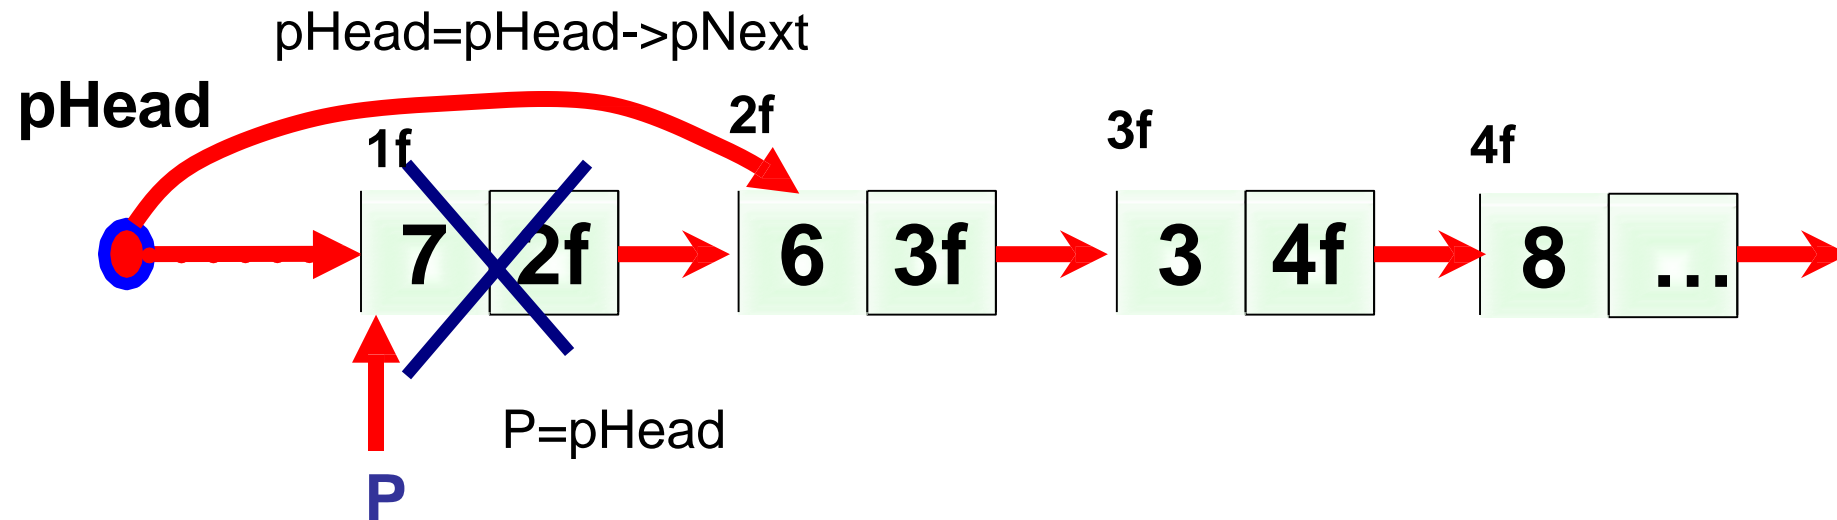 pHead=pHead->pNext
pHead
1f
2f
3f
4f
7 2f 6 3f 3 4f 8 ...
P=pHead
P